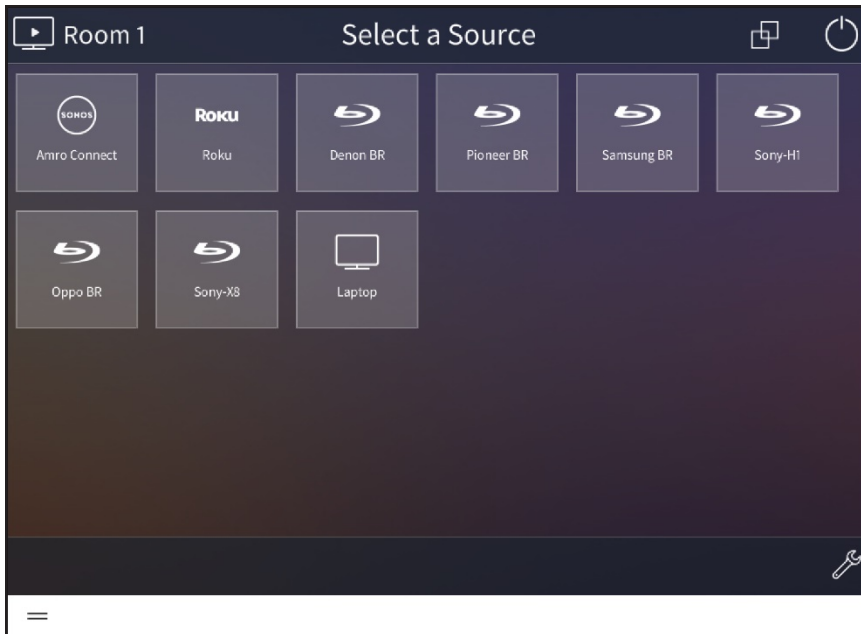 Room 1
Select a Source
SONOS
Roku
Amro Connect
Roku
Denon BR
Pioneer BR
Samsung BR
Sony-H1
Oppo BR
Sony-X8
Laptop